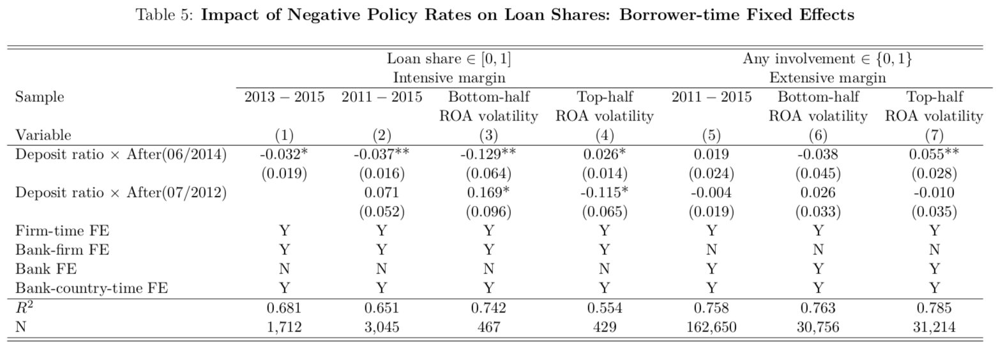 Table 5: Impact of Negative Policy Rates on Loan Shares: Borrower-time Fixed Effects
Loan share ∈ [0, 1] Any involvement ∈ {0, 1}
Intensive margin Extensive margin
Sample 2013 − 2015 2011 − 2015 Bottom-half Top-half 2011 − 2015 Bottom-half Top-half
ROA volatility ROA volatility ROA volatility ROA volatility
Variable (1) (2) (3) (4) (5) (6) (7)
Deposit ratio × After(06/2014) -0.032* -0.037** -0.129** 0.026* 0.019 -0.038 0.055**
(0.019) (0.016) (0.064) (0.014) (0.024) (0.045) (0.028)
Deposit ratio × After(07/2012) 0.071 0.169* -0.115* -0.004 0.026 -0.010
(0.052) (0.096) (0.065) (0.019) (0.033) (0.035)
Firm-time FE Y Y Y Y Y Y Y
Bank-firm FE Y Y Y Y N N N
Bank FE N N N N Y Y Y
Bank-country-time FE Y Y Y Y Y Y Y
R² 0.681 0.651 0.742 0.554 0.758 0.763 0.785
N 1,712 3,045 467 429 162,650 30,756 31,214